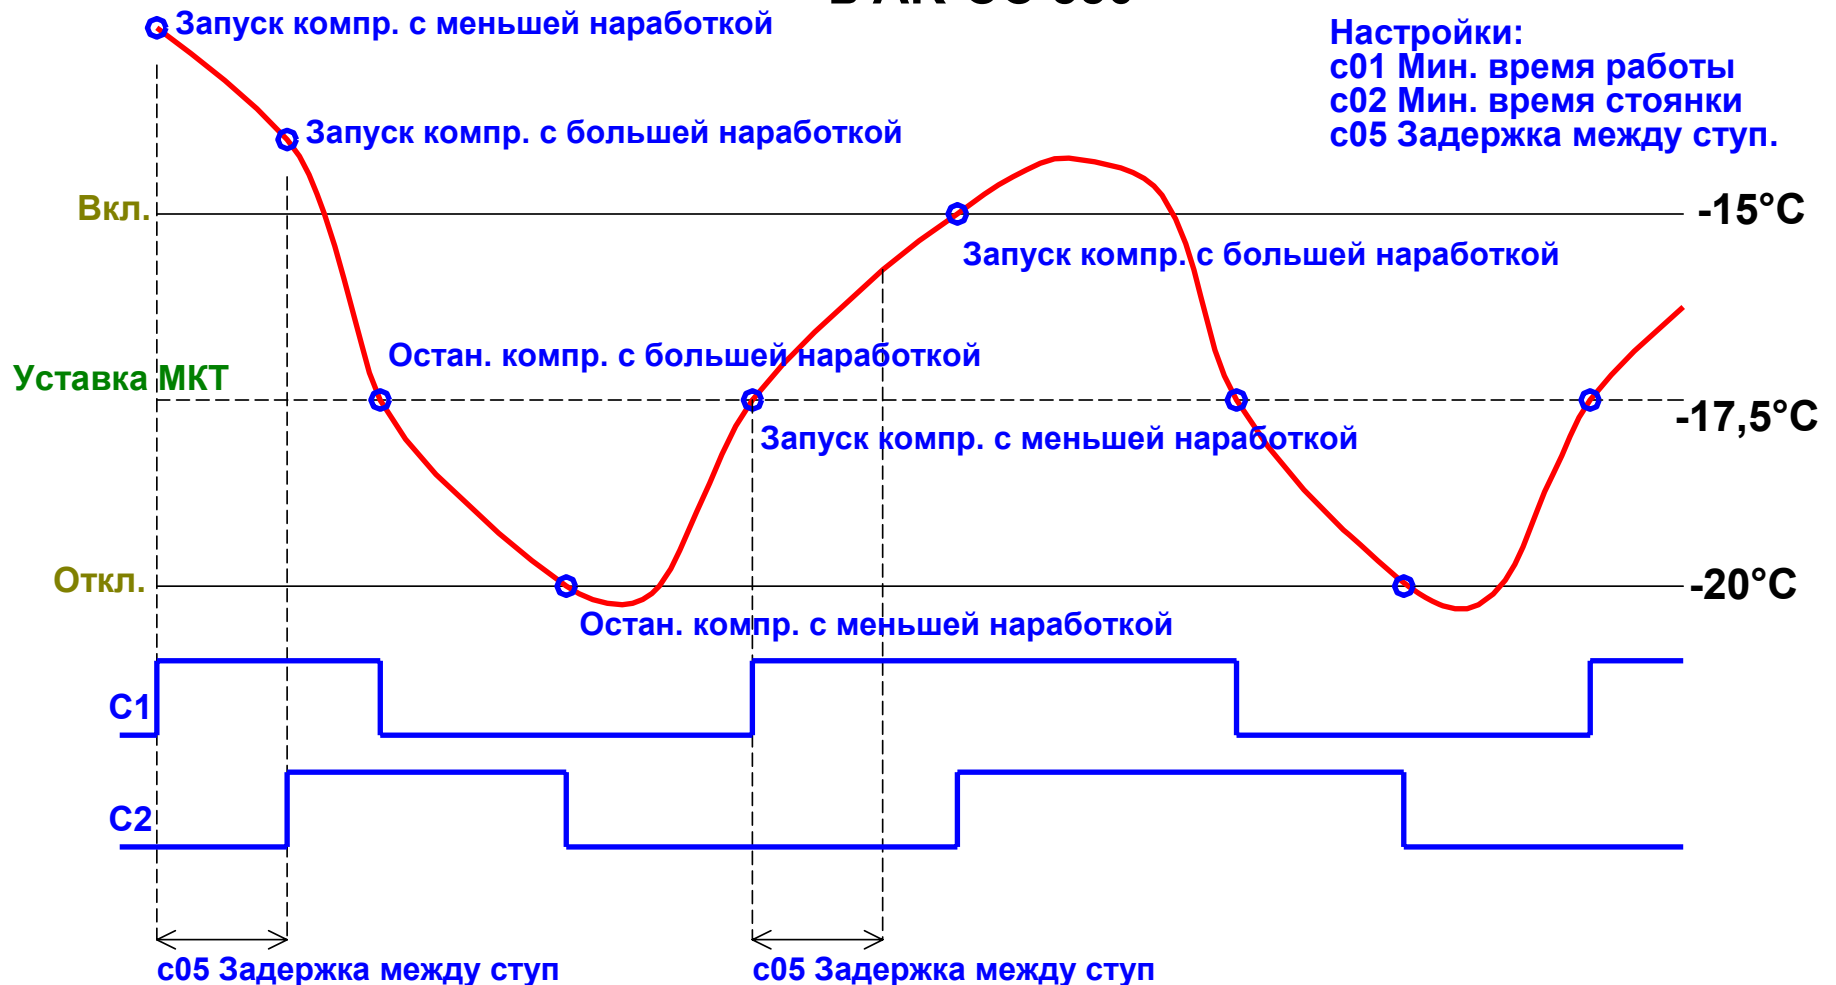 Запуск компр. с меньшей наработкой
Настройки:
с01 Мин. время работы
с02 Мин. время стоянки
с05 Задержка между ступ.
Запуск компр. с большей наработкой
Вкл.
-15°C
Запуск компр. с большей наработкой
Остан. компр. с большей наработкой
Уставка МКТ
-17,5°C
Запуск компр. с меньшей наработкой
Откл.
-20°C
Остан. компр. с меньшей наработкой
С1
С2
с05 Задержка между ступ
с05 Задержка между ступ